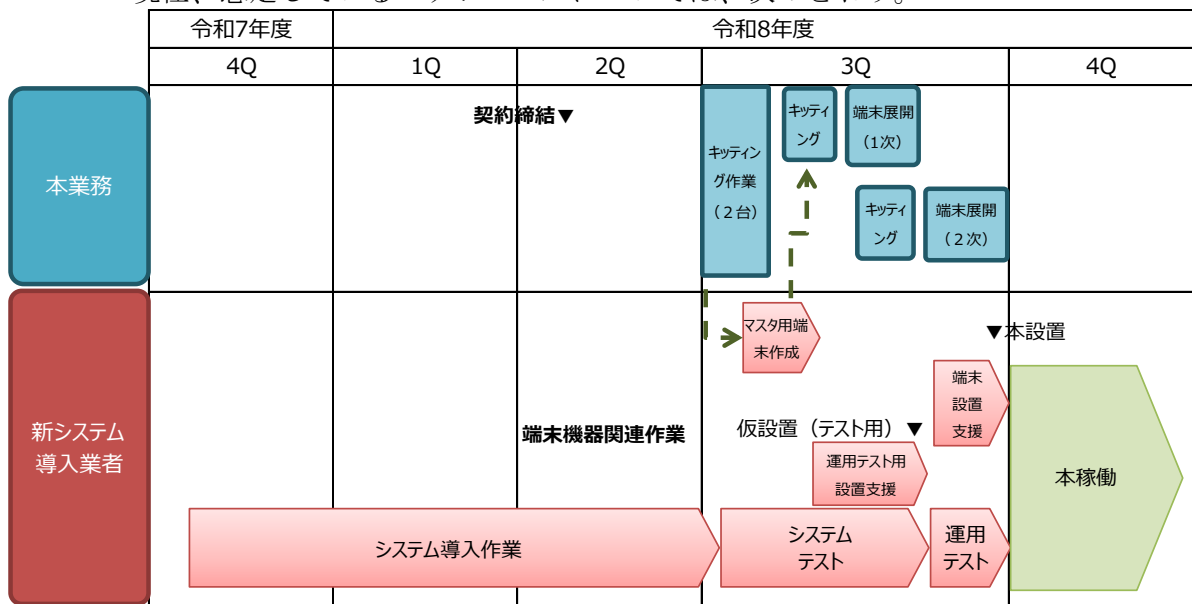 令和7年度
令和8年度
4Q
1Q
2Q
3Q
4Q
本業務
契約締結▼
キッティン
グ作業
（２台）
キッティ
ング
端末展開
（1次）
キッティ
ング
端末展開
（２次）
新システム
導入業者
マスタ用端
末作成
▼本設置
端末
設置
支援
端末機器関連作業
仮設置（テスト用）▼
運用テスト用
設置支援
本稼働
システム導入作業
システム
テスト
運用
テスト